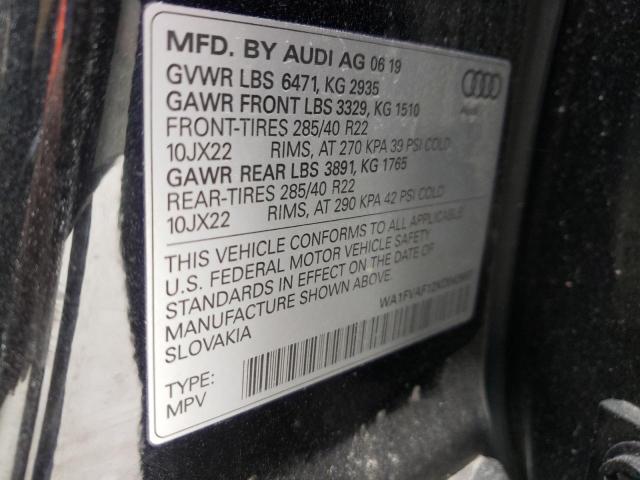 MFD. BY AUDI AG 06 19
GVWR LBS 6471, KG 2935
GAWR FRONT LBS 3329, KG 1510
FRONT-TIRES 285/40 R22
10JX22 RIMS, AT 270 KPA 39 PSI COLD
GAWR REAR LBS 3891, KG 1765
REAR-TIRES 285/40 R22
10JX22 RIMS, AT 290 KPA 42 PSI COLD
THIS VEHICLE CONFORMS TO ALL APPLICABLE
U.S. FEDERAL MOTOR VEHICLE SAFETY
STANDARDS IN EFFECT ON THE DATE OF
MANUFACTURE SHOWN ABOVE.
SLOVAKIA
TYPE:
MPV
Audi